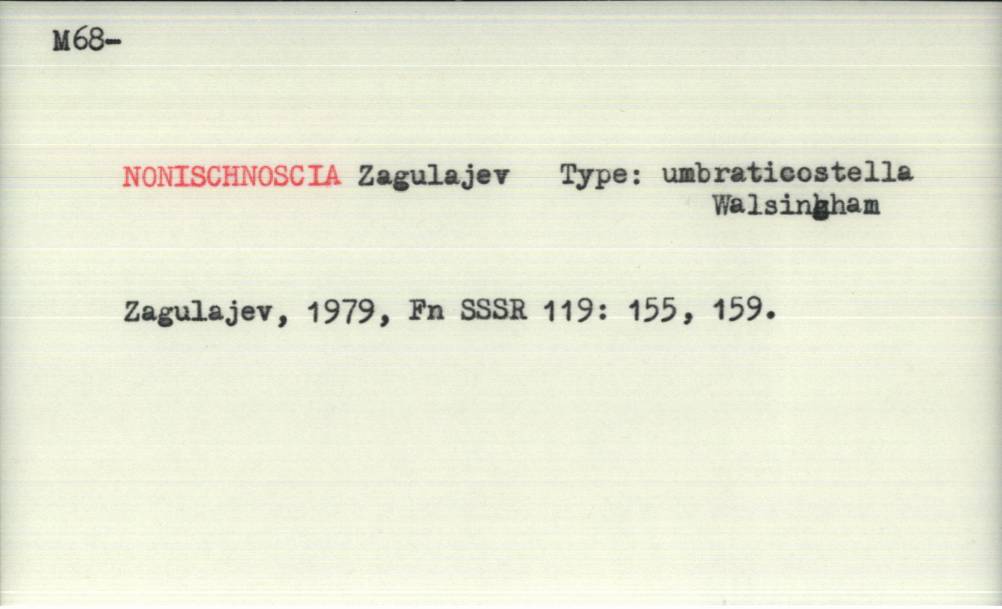 M68-
NONISCHNOSCIA Zagulajev Type: umbraticostella
Walsingham
Zagulajev, 1979, Fn SSSR 119: 155, 159.